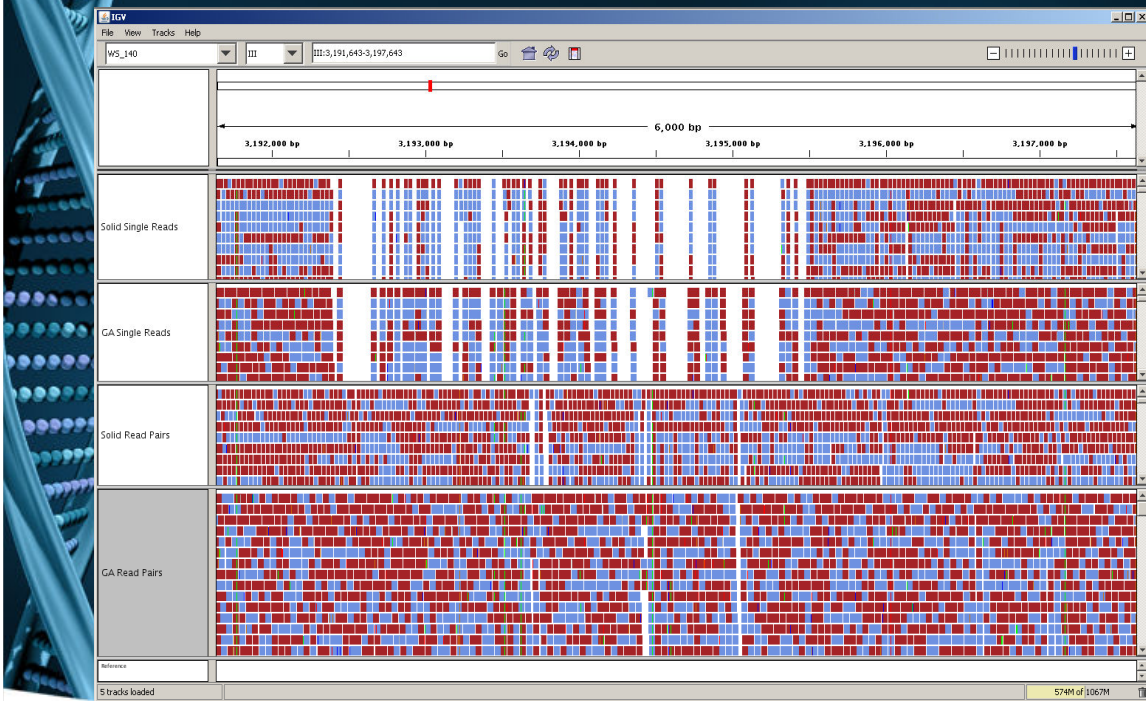 IGV
File View Tracks Help
WS_140 III III:3,191,643-3,197,643 Go
6,000 bp
3,192,000 bp 3,193,000 bp 3,194,000 bp 3,195,000 bp 3,196,000 bp 3,197,000 bp
Solid Single Reads
GA Single Reads
Solid Read Pairs
GA Read Pairs
Reference
5 tracks loaded 574M of 1067M